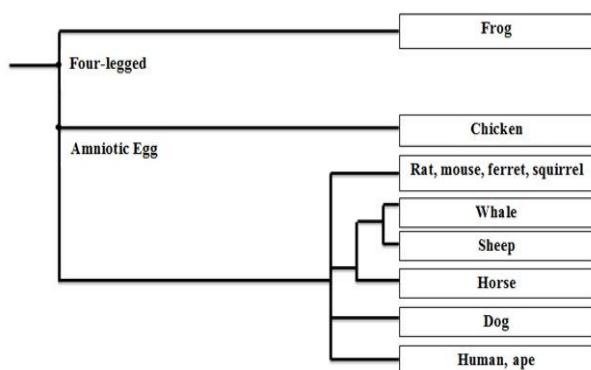 Frog
Four-legged
Chicken
Amniotic Egg
Rat, mouse, ferret, squirrel
Whale
Sheep
Horse
Dog
Human, ape